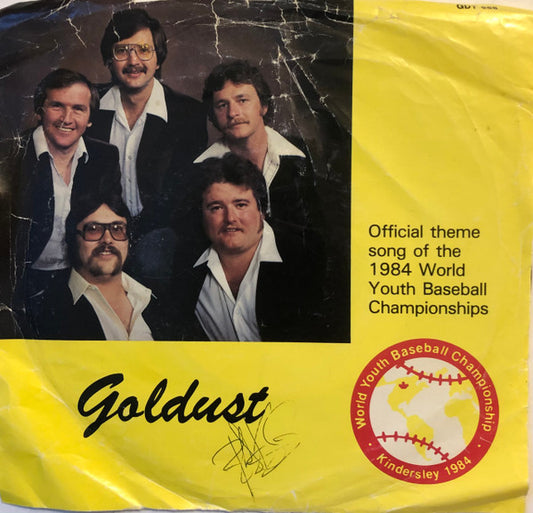 Official theme
song of the
1984 World
Youth Baseball
Championships
World Youth Baseball Championship
• Kindersley 1984 •
Goldust